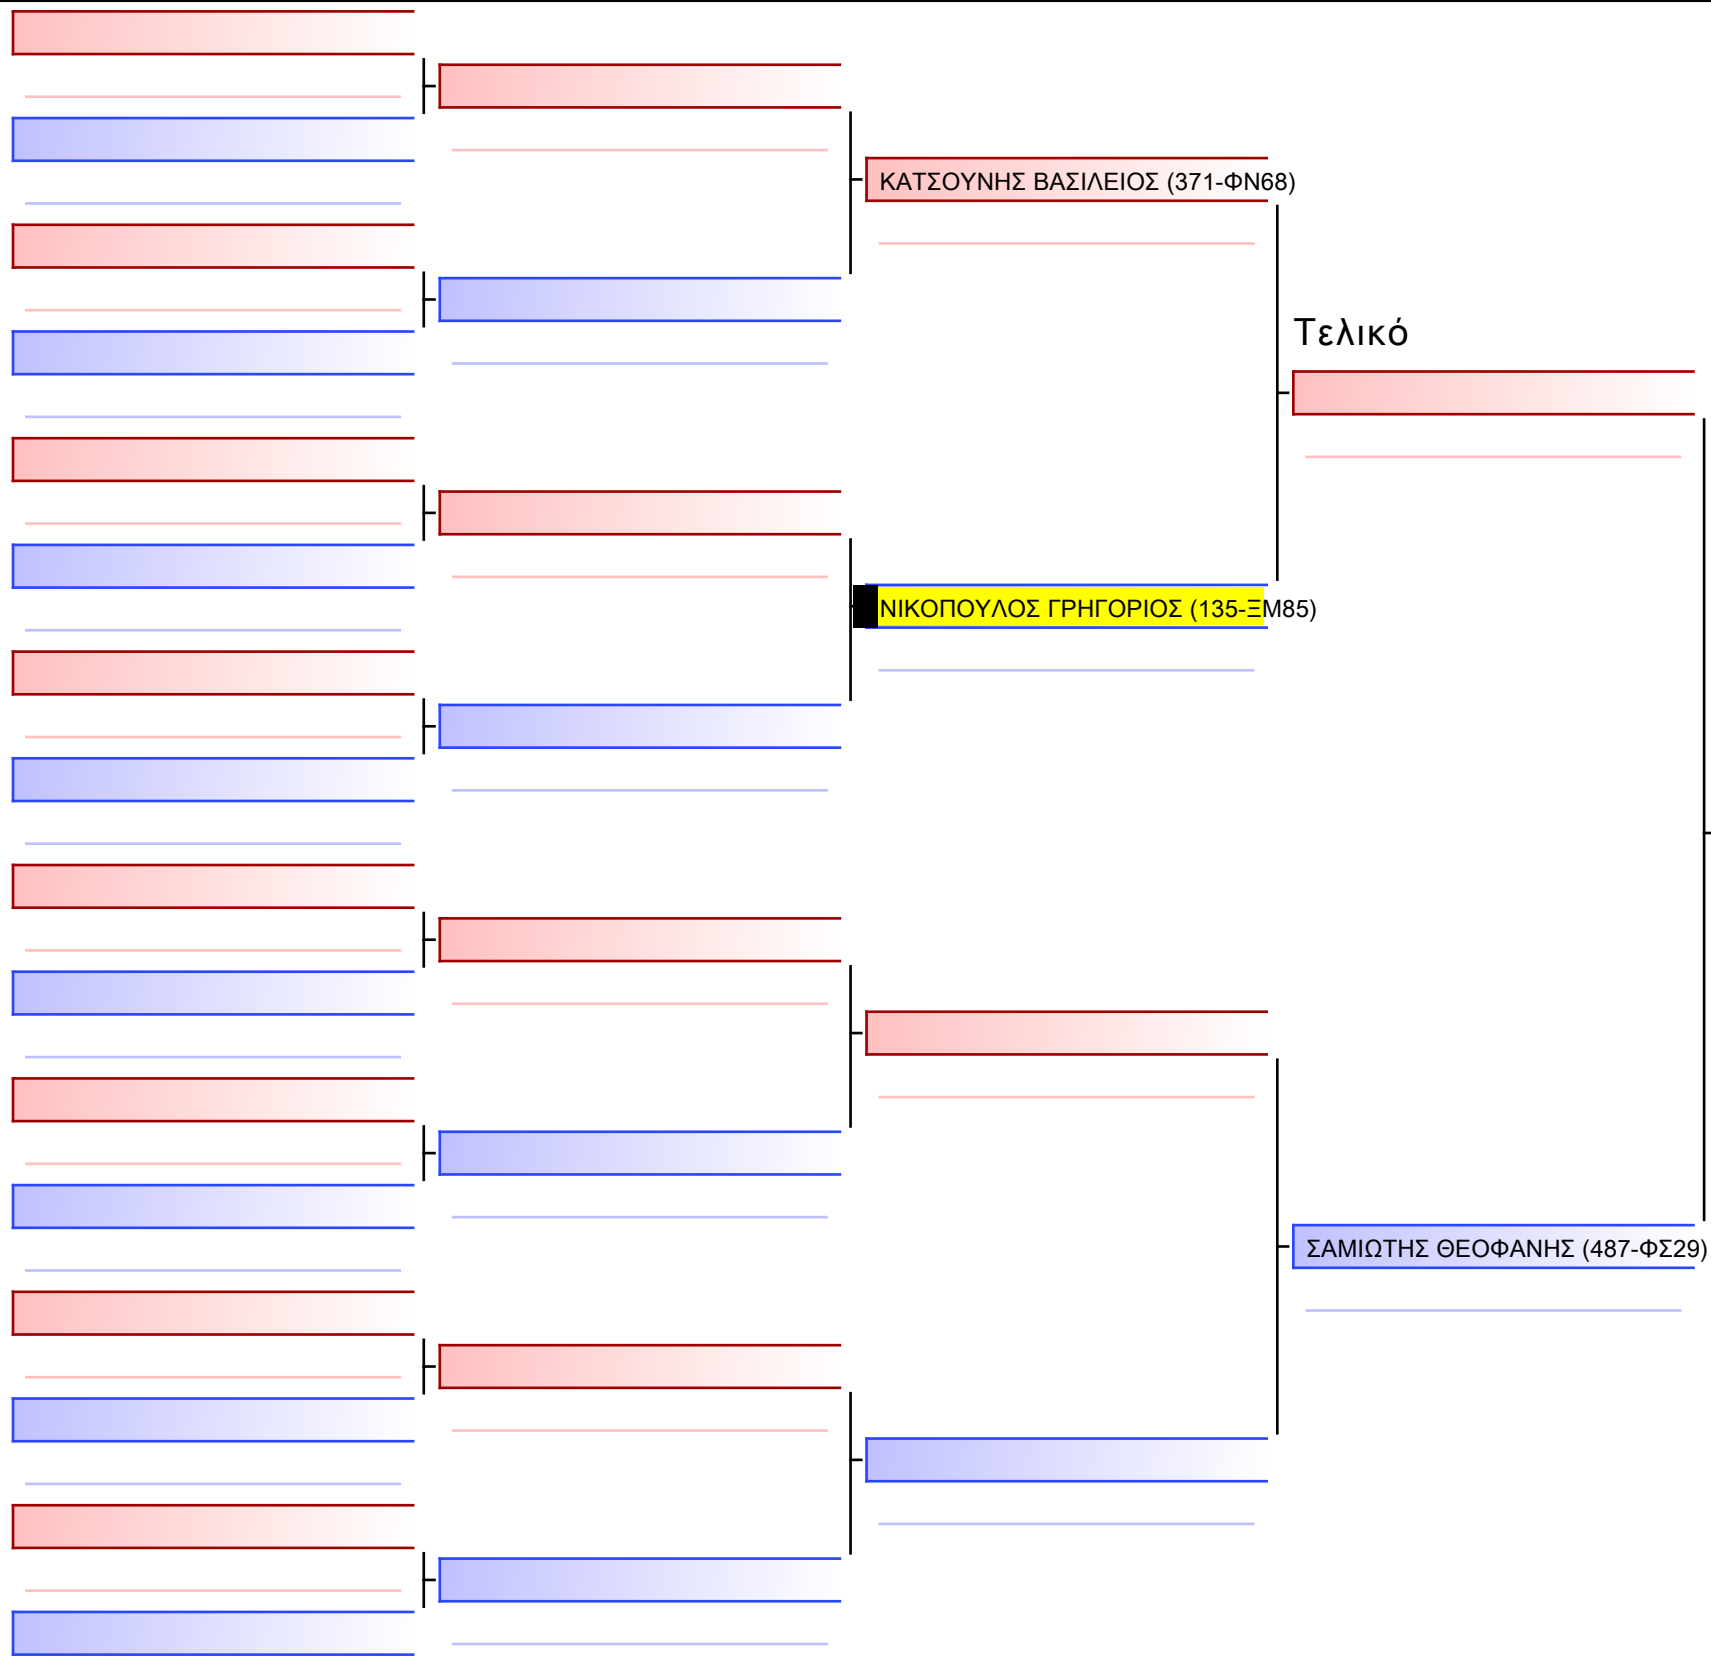 ΚΑΤΣΟΥΝΗΣ ΒΑΣΙΛΕΙΟΣ (371-ΦΝ68)
Τελικό
ΝΙΚΟΠΟΥΛΟΣ ΓΡΗΓΟΡΙΟΣ (135-ΞΜ85)
ΣΑΜΙΩΤΗΣ ΘΕΟΦΑΝΗΣ (487-ΦΣ29)